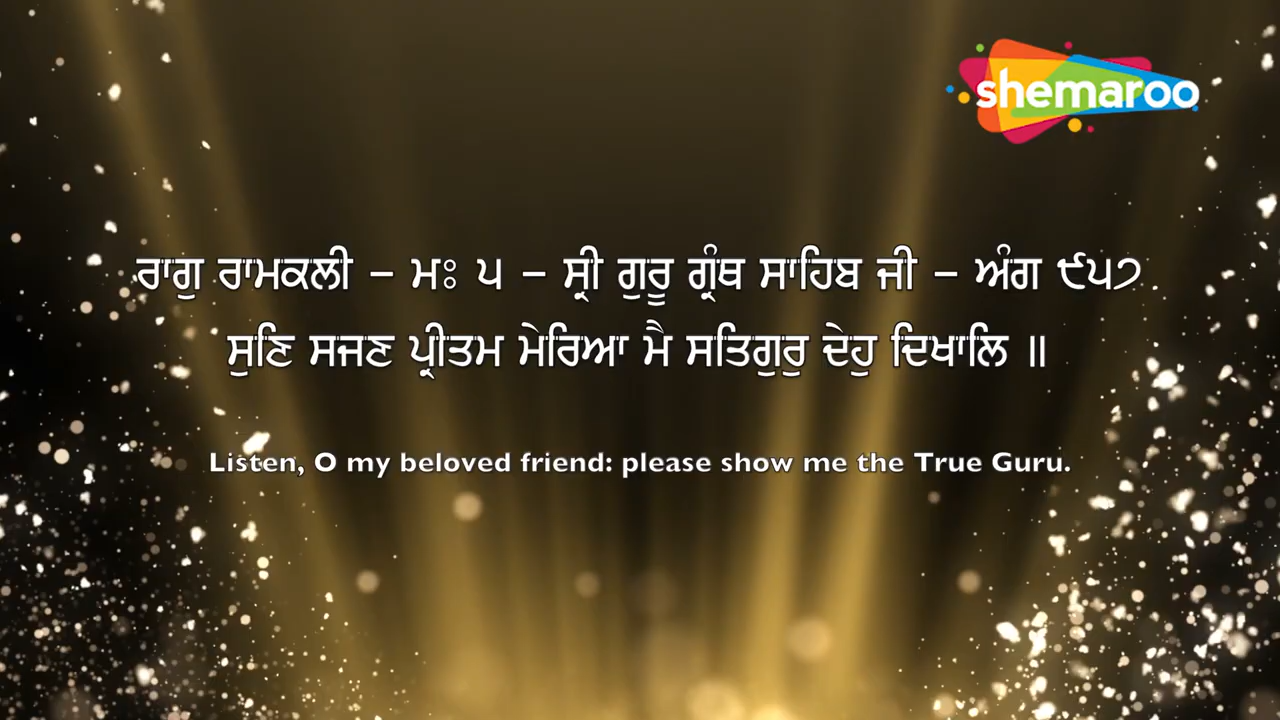 shemaroo
ਰਾਗੁ ਰਾਮਕਲੀ – ਮਃ ੫ – ਸ੍ਰੀ ਗੁਰੂ ਗ੍ਰੰਥ ਸਾਹਿਬ ਜੀ – ਅੰਗ ੯੫੭
ਸੁਣਿ ਸਜਣ ਪ੍ਰੀਤਮ ਮੇਰਿਆ ਮੈ ਸਤਿਗੁਰੁ ਦੇਹੁ ਦਿਖਾਲਿ ॥
Listen, O my beloved friend: please show me the True Guru.